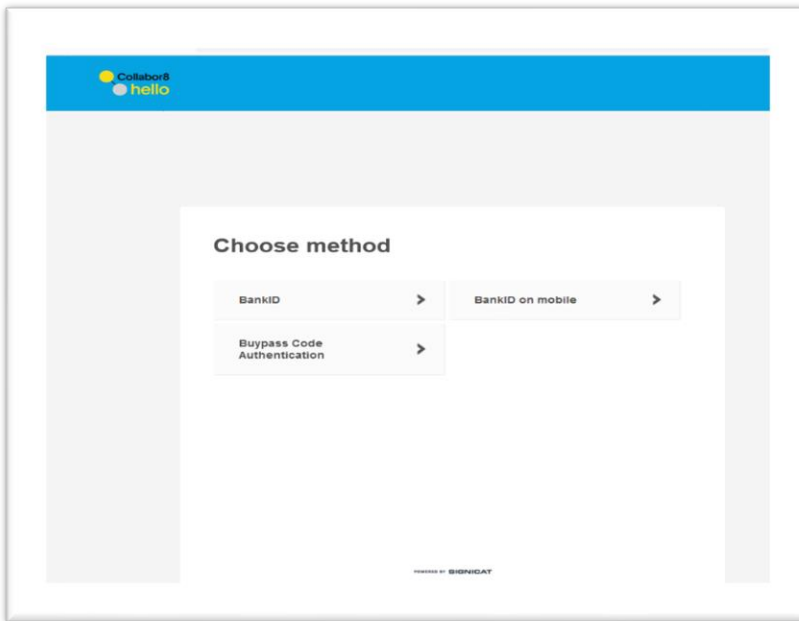 Collabor8
hello
Choose method
BankID
BankID on mobile
Buypass Code
Authentication
POWERED BY SIGNICAT